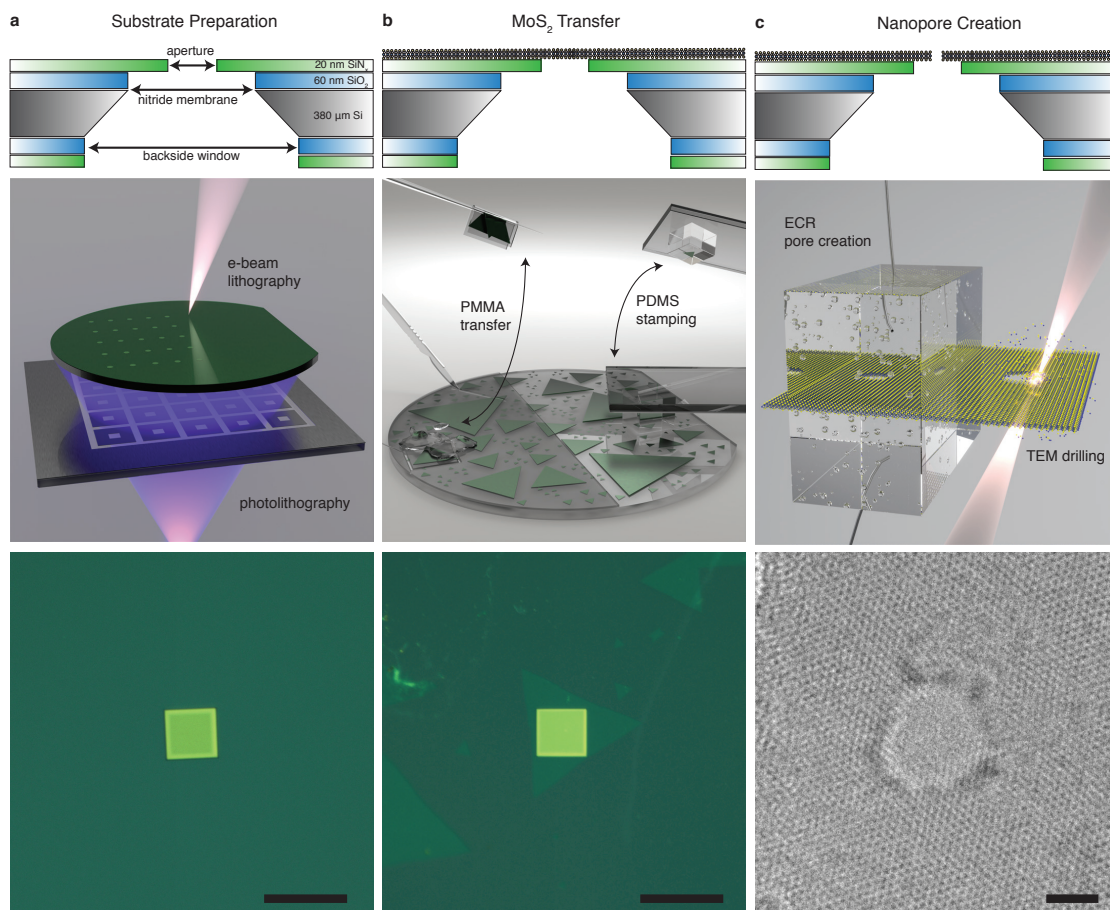 a Substrate Preparation
aperture
20 nm SiNₓ
60 nm SiO₂
nitride membrane
380 µm Si
backside window
e-beam
lithography
photolithography
b MoS₂ Transfer
PMMA
transfer
PDMS
stamping
c Nanopore Creation
ECR
pore creation
TEM drilling